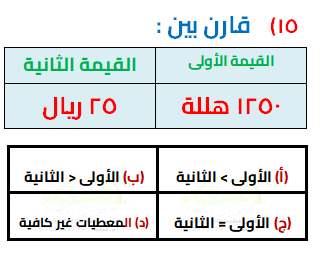 ١٥) قارن بين :
القيمة الأولى
القيمة الثانية
١٢٥٠ هللة
٢٥ ريال
(أ) الأولى > الثانية
(ب) الأولى < الثانية
(ج) الأولى = الثانية
(د) المعطيات غير كافية